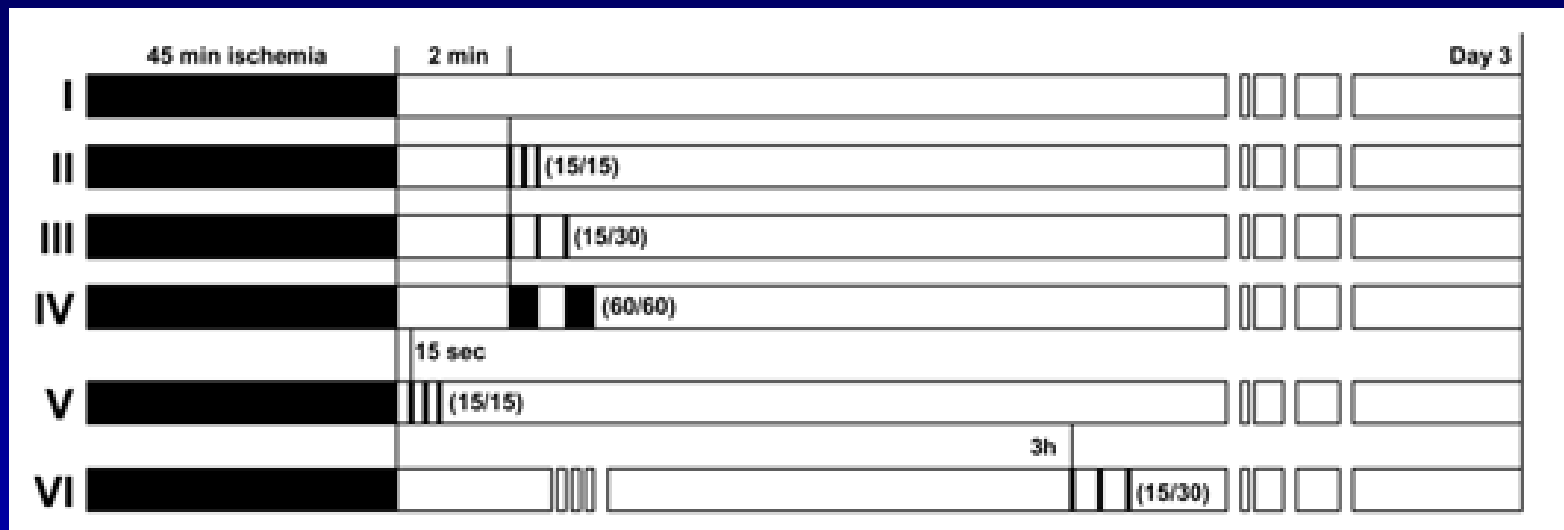 45 min ischemia 2 min Day 3
I
II (15/15)
III (15/30)
IV (60/60)
15 sec
V (15/15)
3h
VI (15/30)